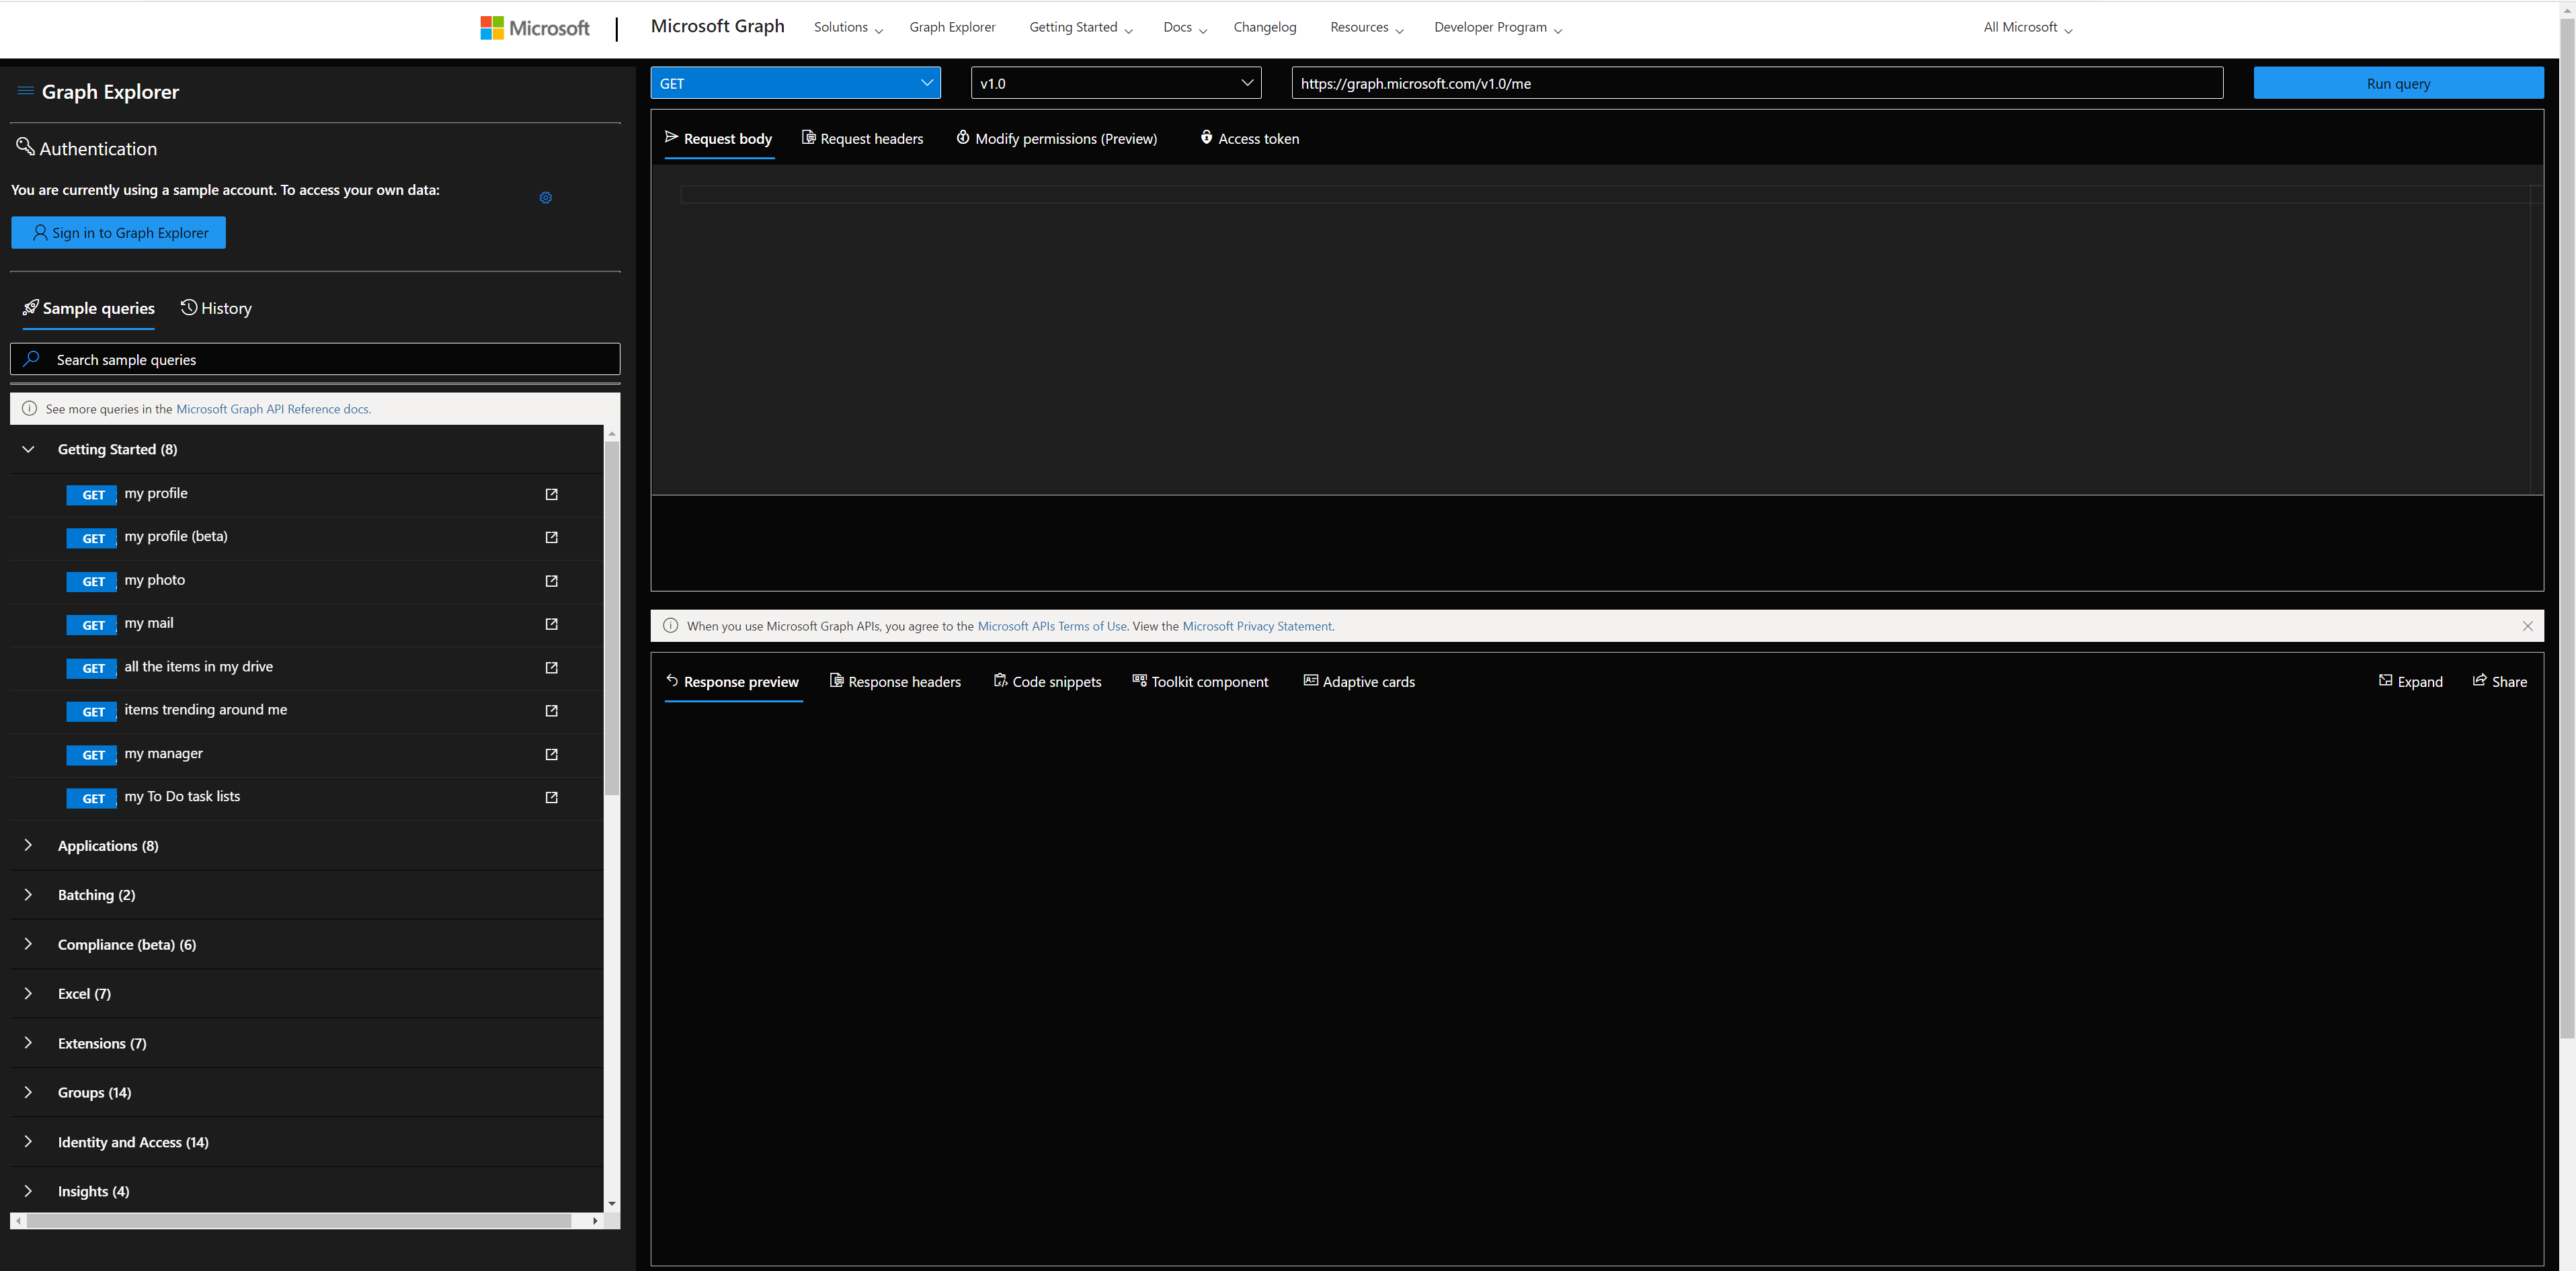 Microsoft
Microsoft Graph
Solutions
Graph Explorer
Getting Started
Docs
Changelog
Resources
Developer Program
All Microsoft
Graph Explorer
Authentication
You are currently using a sample account. To access your own data:
Sign in to Graph Explorer
Sample queries
History
Search sample queries
See more queries in the Microsoft Graph API Reference docs.
Getting Started (8)
GET my profile
GET my profile (beta)
GET my photo
GET my mail
GET all the items in my drive
GET items trending around me
GET my manager
GET my To Do task lists
Applications (8)
Batching (2)
Compliance (beta) (6)
Excel (7)
Extensions (7)
Groups (14)
Identity and Access (14)
Insights (4)
GET
v1.0
https://graph.microsoft.com/v1.0/me
Run query
Request body
Request headers
Modify permissions (Preview)
Access token
When you use Microsoft Graph APIs, you agree to the Microsoft APIs Terms of Use. View the Microsoft Privacy Statement.
Response preview
Response headers
Code snippets
Toolkit component
Adaptive cards
Expand
Share